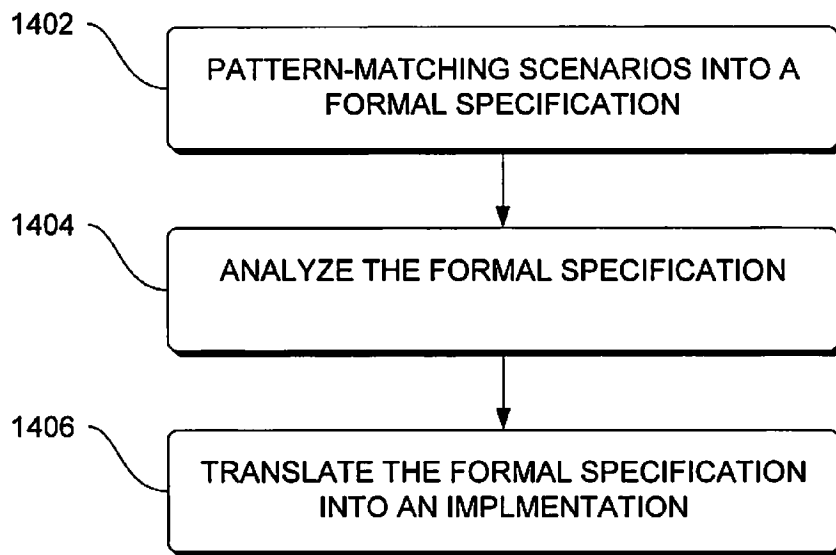 1402
PATTERN-MATCHING SCENARIOS INTO A
FORMAL SPECIFICATION
1404
ANALYZE THE FORMAL SPECIFICATION
1406
TRANSLATE THE FORMAL SPECIFICATION
INTO AN IMPLMENTATION